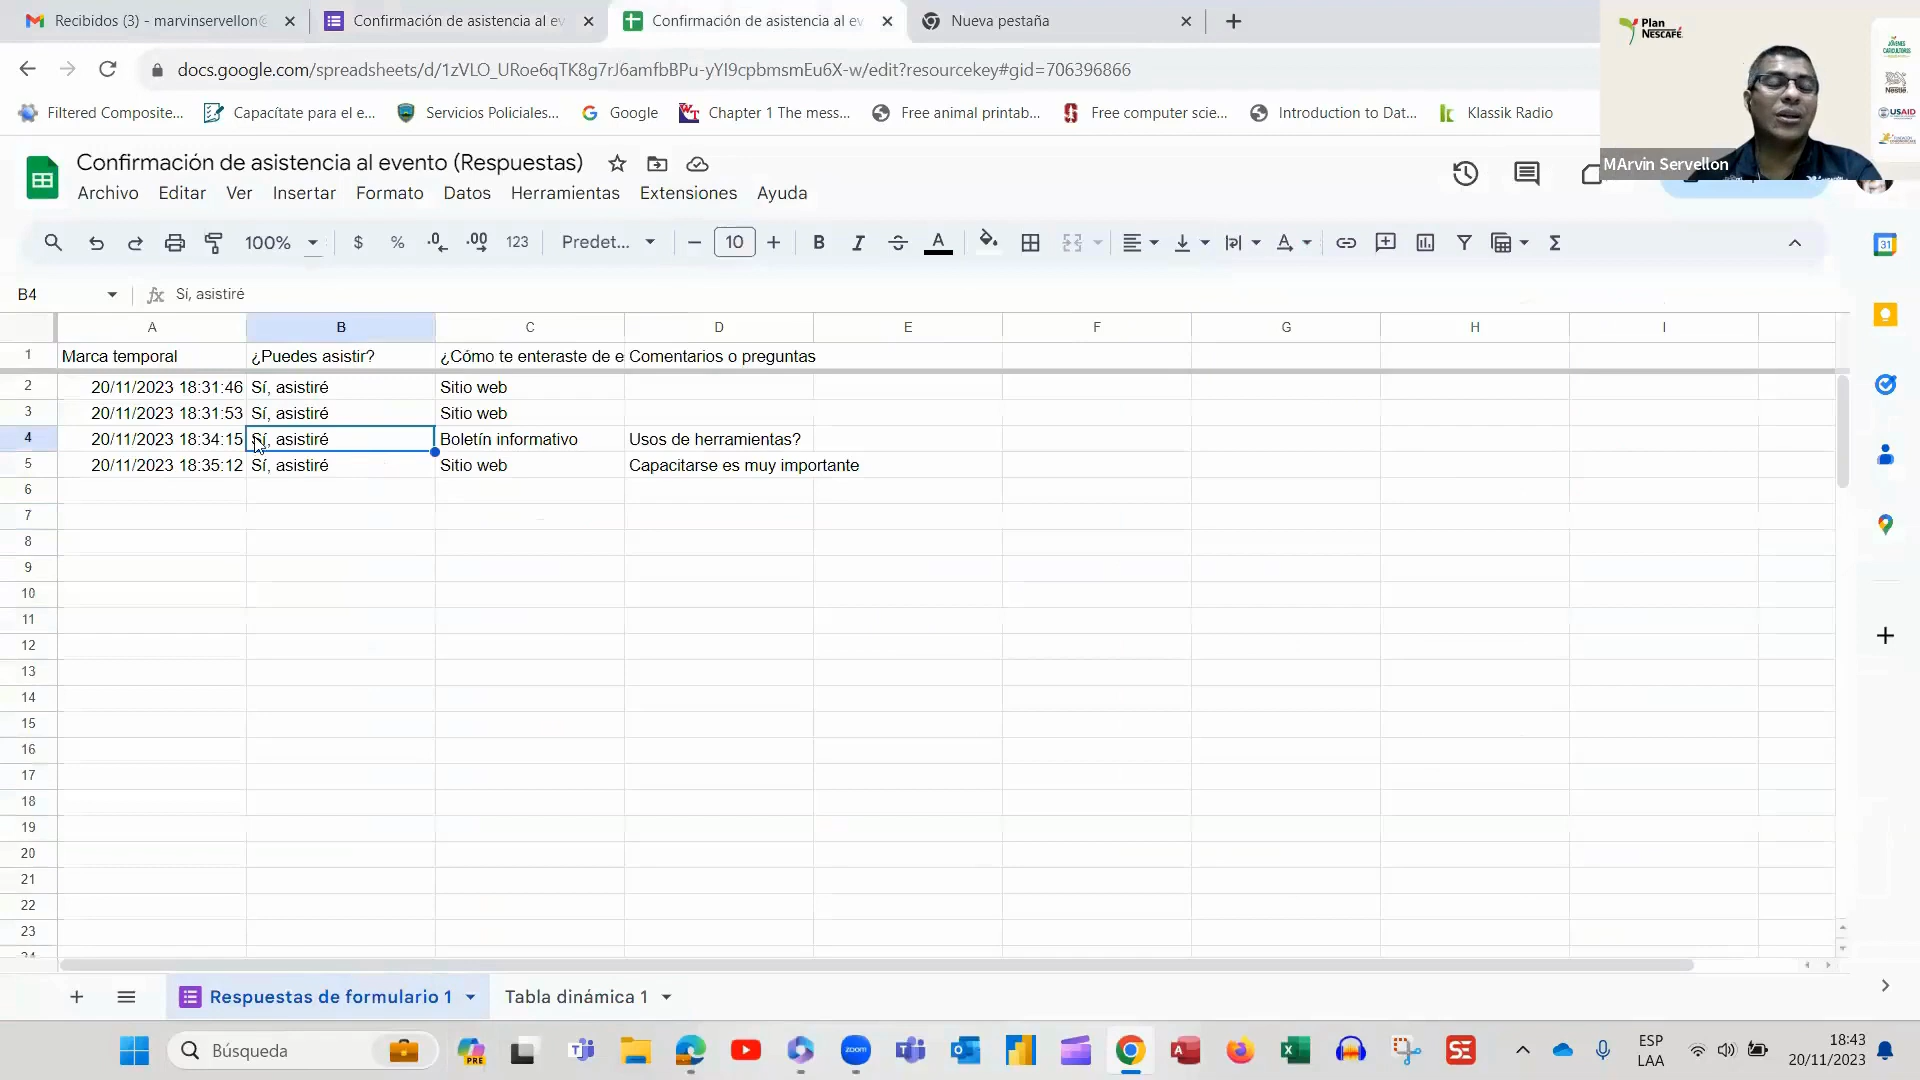 Recibidos (3) - marvinservellon@
Confirmación de asistencia al ev
Confirmación de asistencia al ev
Nueva pestaña
docs.google.com/spreadsheets/d/1zVLO_URoe6qTK8g7rJ6amfbBPu-yYI9cpbmsmEu6X-w/edit?resourcekey#gid=706396866
Filtered Composite...
Capacítate para el e...
Servicios Policiales...
Google
Chapter 1 The mess...
Free animal printab...
Free computer scie...
Introduction to Dat...
Klassik Radio
Plan
NESCAFÉ
Nestlé
USAID
MArvin Servellon
Confirmación de asistencia al evento (Respuestas)
Archivo Editar Ver Insertar Formato Datos Herramientas Extensiones Ayuda
100% $ % .0 .00 123 Predet... 10 B I A
B4 fx Sí, asistiré
A B C D E F G H I
1 Marca temporal ¿Puedes asistir? ¿Cómo te enteraste de e Comentarios o preguntas
2 20/11/2023 18:31:46 Sí, asistiré Sitio web
3 20/11/2023 18:31:53 Sí, asistiré Sitio web
4 20/11/2023 18:34:15 Sí, asistiré Boletín informativo Usos de herramientas?
5 20/11/2023 18:35:12 Sí, asistiré Sitio web Capacitarse es muy importante
6
7
8
9
10
11
12
13
14
15
16
17
18
19
20
21
22
23
24
Respuestas de formulario 1 Tabla dinámica 1
Búsqueda
PRE
zoom
SE
ESP
LAA
18:43
20/11/2023
31